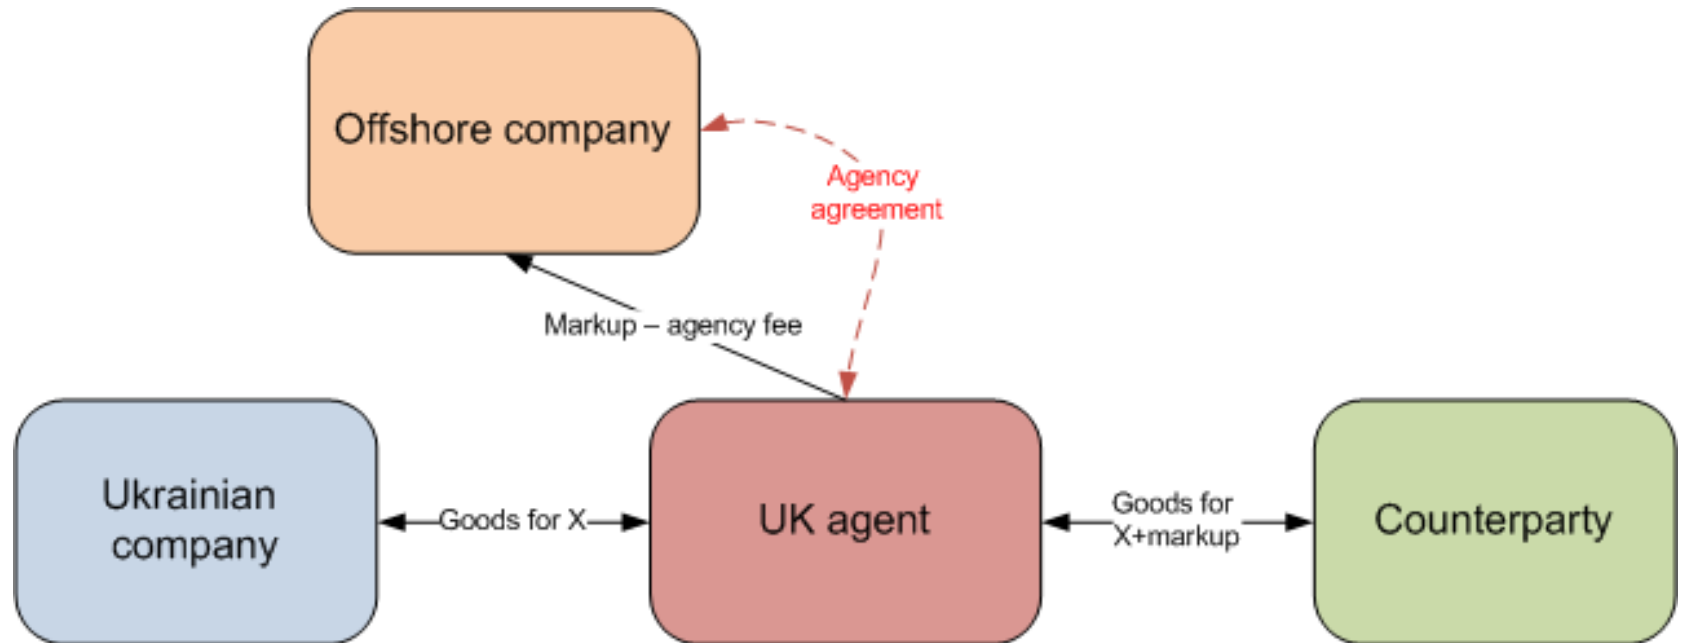 Offshore company
Agency
agreement
Markup – agency fee
Ukrainian
company
Goods for X
UK agent
Goods for
X+markup
Counterparty